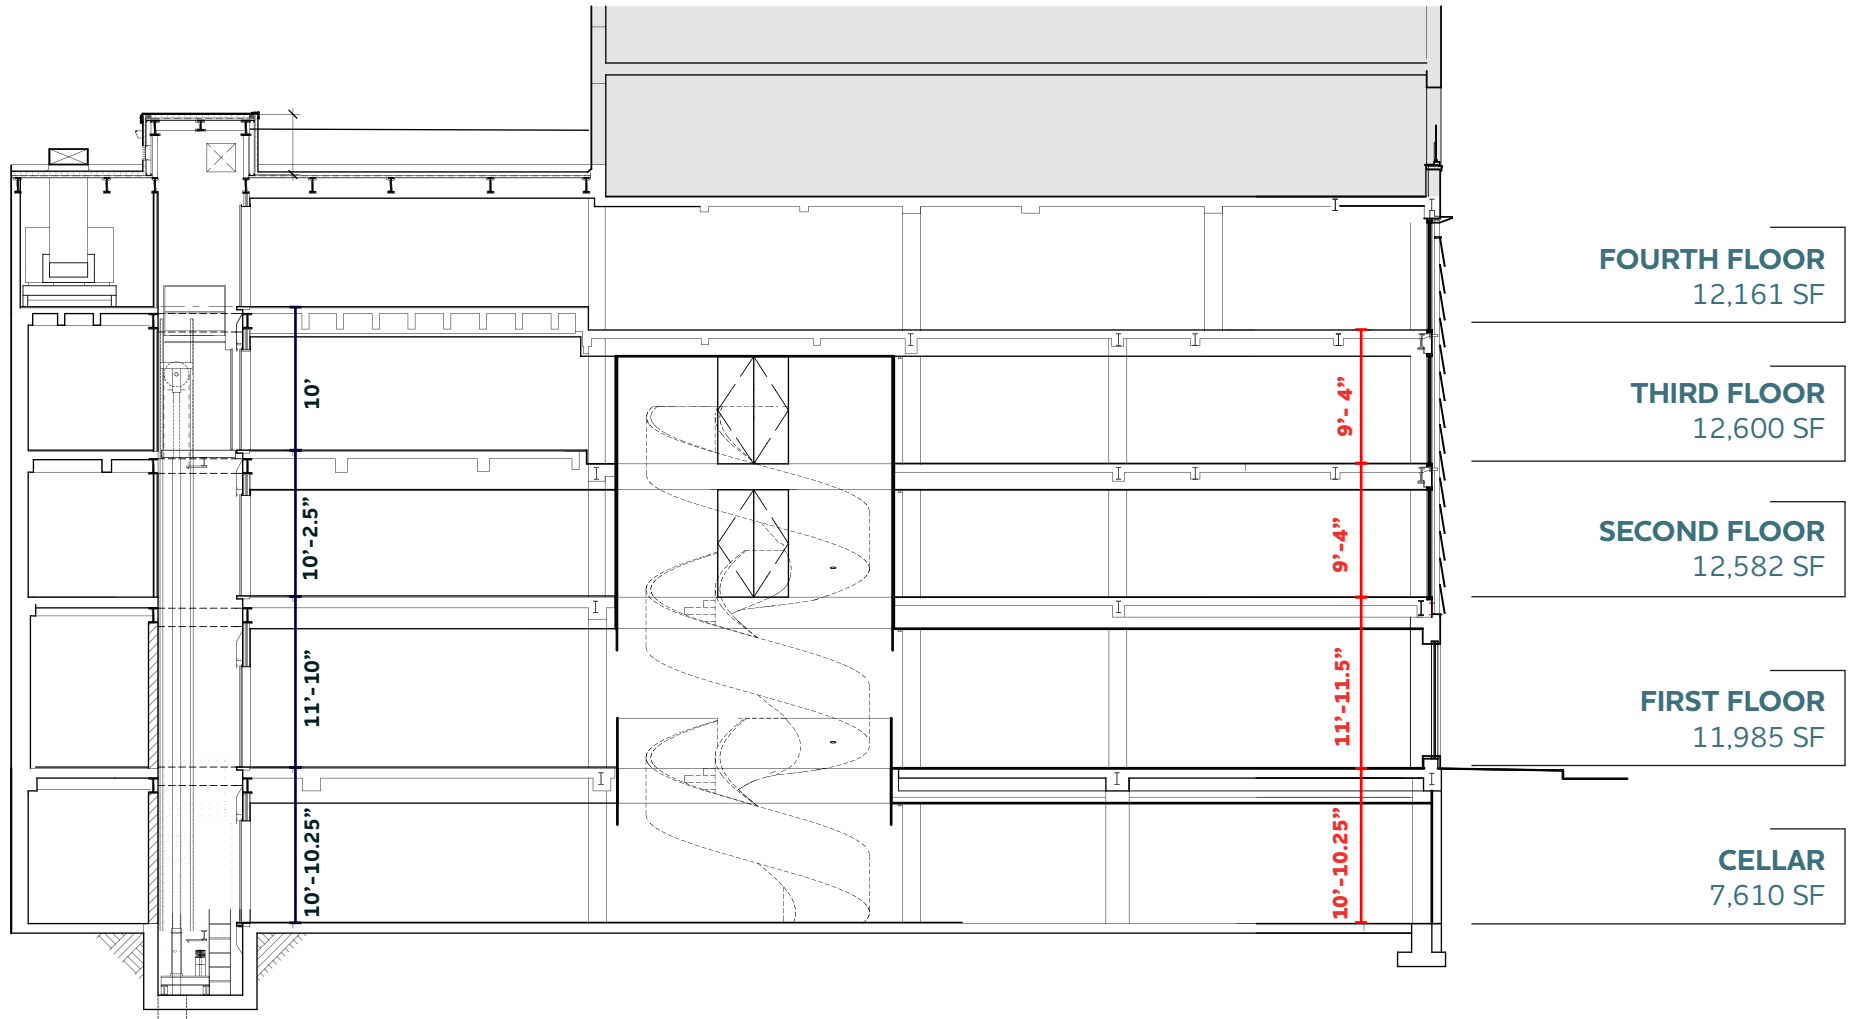 FOURTH FLOOR
12,161 SF
THIRD FLOOR
12,600 SF
SECOND FLOOR
12,582 SF
FIRST FLOOR
11,985 SF
CELLAR
7,610 SF
10’
10’-2.5”
11’-10”
10’-10.25”
9’- 4”
9’-4”
11’-11.5”
10’-10.25”